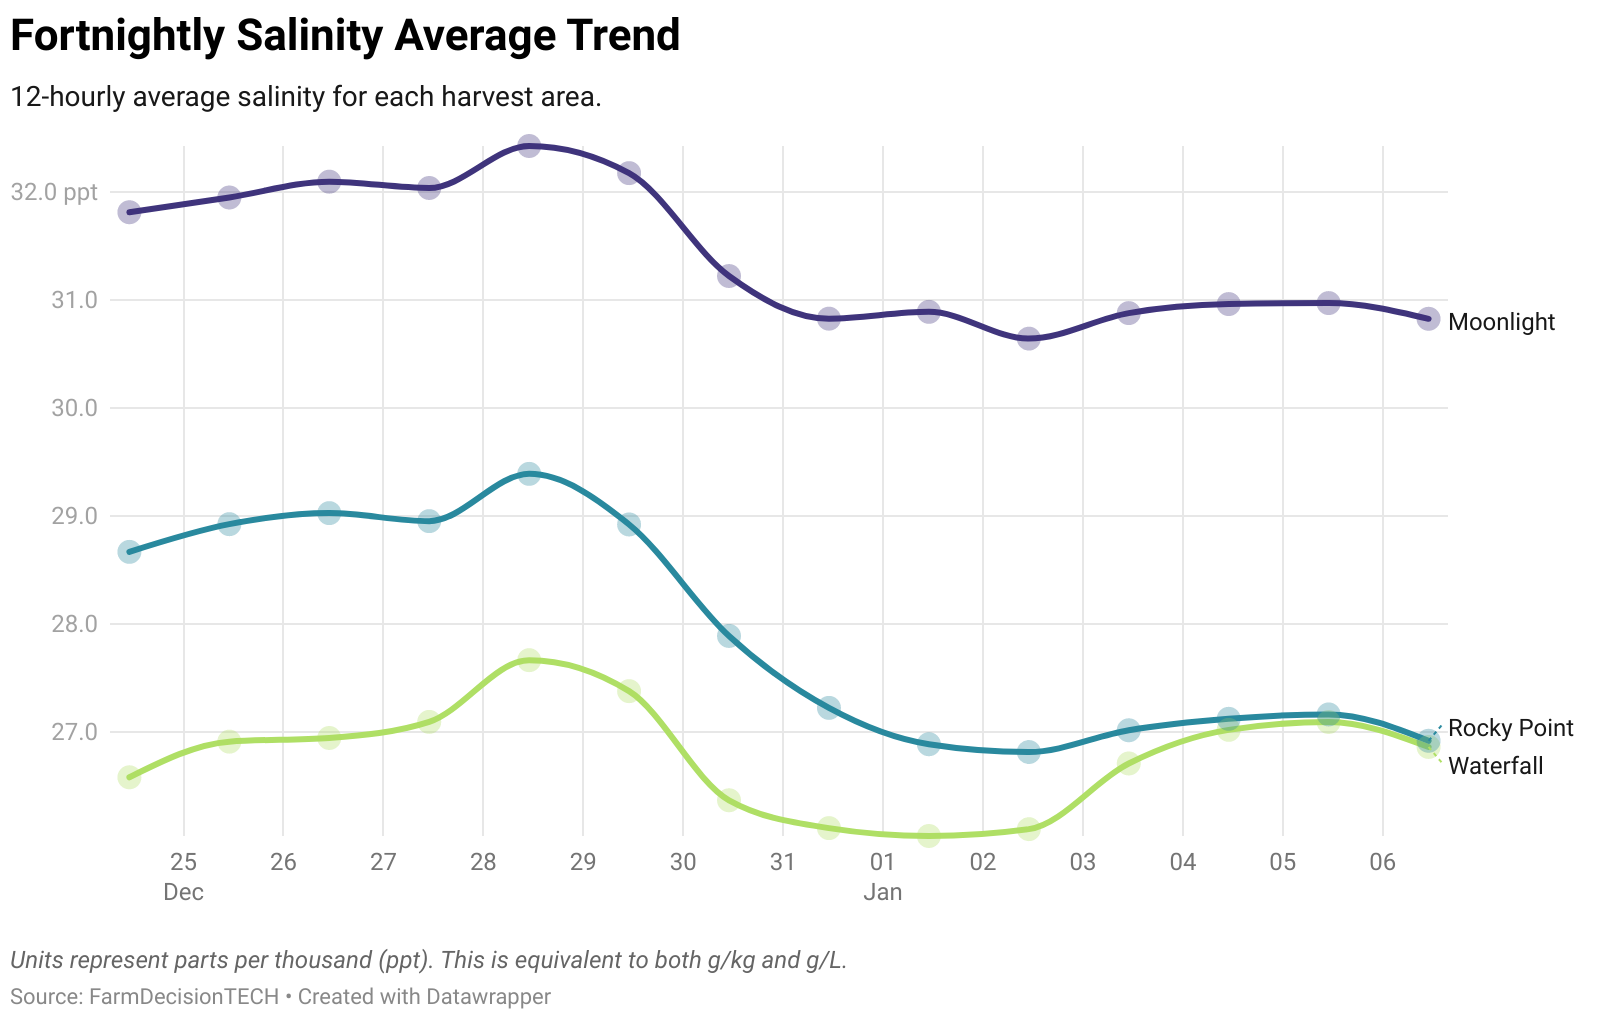 Fortnightly Salinity Average Trend
12-hourly average salinity for each harvest area.
32.0 ppt
31.0
30.0
29.0
28.0
27.0
Moonlight
Rocky Point
Waterfall
25 26 27 28 29 30 31 01 02 03 04 05 06
Dec Jan
Units represent parts per thousand (ppt). This is equivalent to both g/kg and g/L.
Source: FarmDecisionTECH • Created with Datawrapper